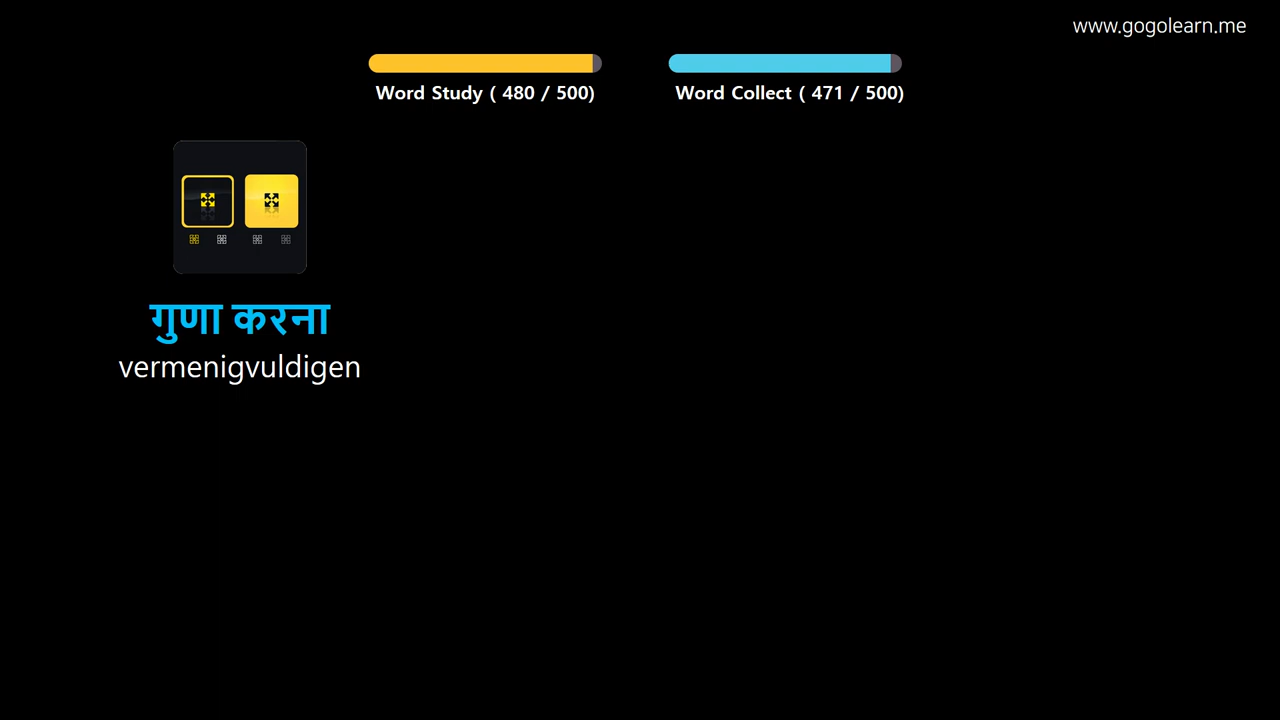 www.gogolearn.me
Word Study ( 480 / 500)
Word Collect ( 471 / 500)
गुणा करना
vermenigvuldigen